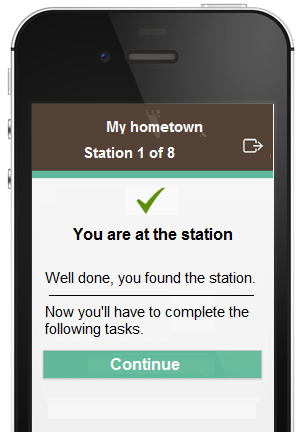 My hometown
Station 1 of 8
You are at the station
Well done, you found the station.
Now you'll have to complete the
following tasks.
Continue